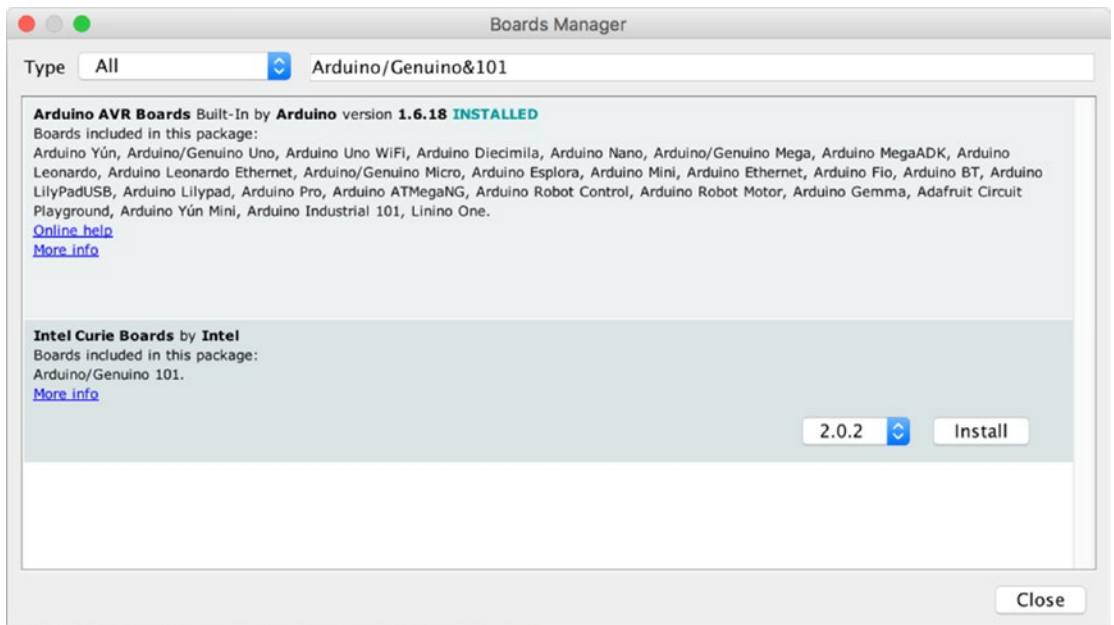 Boards Manager
Type All Arduino/Genuino&101
Arduino AVR Boards Built-In by Arduino version 1.6.18 INSTALLED
Boards included in this package:
Arduino Yún, Arduino/Genuino Uno, Arduino Uno WiFi, Arduino Diecimila, Arduino Nano, Arduino/Genuino Mega, Arduino MegaADK, Arduino
Leonardo, Arduino Leonardo Ethernet, Arduino/Genuino Micro, Arduino Esplora, Arduino Mini, Arduino Ethernet, Arduino Fio, Arduino BT, Arduino
LilyPadUSB, Arduino Lilypad, Arduino Pro, Arduino ATMegaNG, Arduino Robot Control, Arduino Robot Motor, Arduino Gemma, Adafruit Circuit
Playground, Arduino Yún Mini, Arduino Industrial 101, Linino One.
Online help
More info
Intel Curie Boards by Intel
Boards included in this package:
Arduino/Genuino 101.
More info
2.0.2 Install
Close